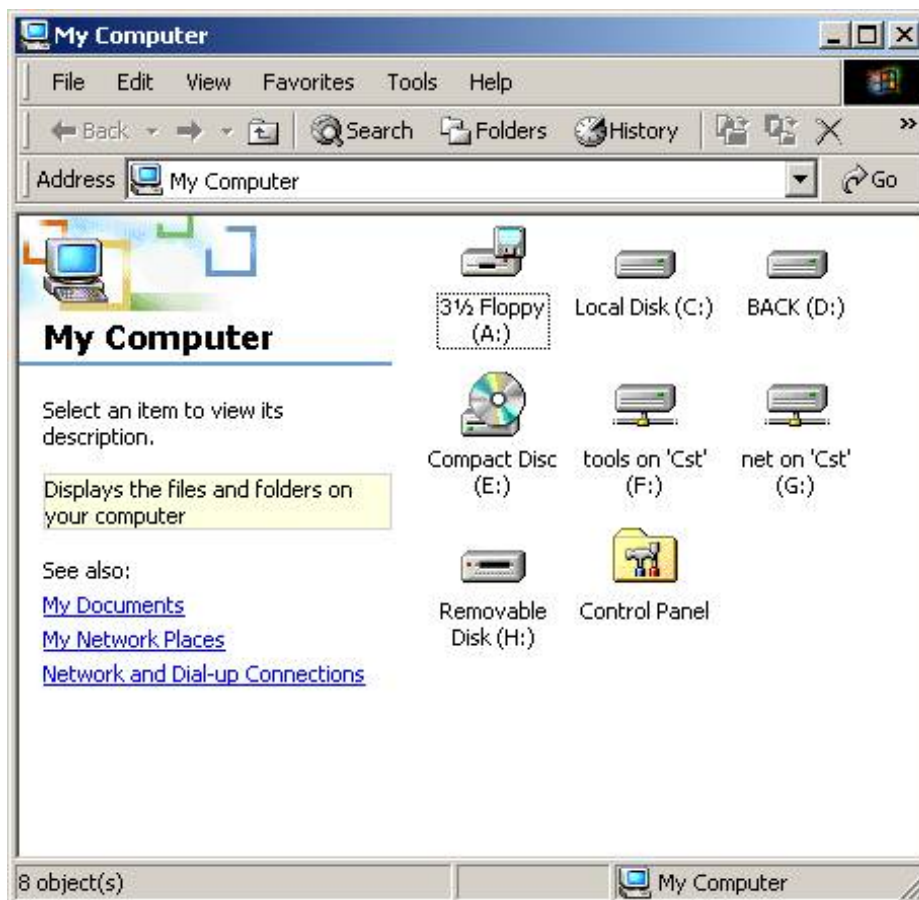 My Computer
File Edit View Favorites Tools Help
Back Search Folders History »
Address My Computer Go
My Computer
Select an item to view its
description.
Displays the files and folders on
your computer
See also:
My Documents
My Network Places
Network and Dial-up Connections
3½ Floppy
(A:)
Local Disk (C:)
BACK (D:)
Compact Disc
(E:)
tools on 'Cst'
(F:)
net on 'Cst'
(G:)
Removable
Disk (H:)
Control Panel
8 object(s)
My Computer